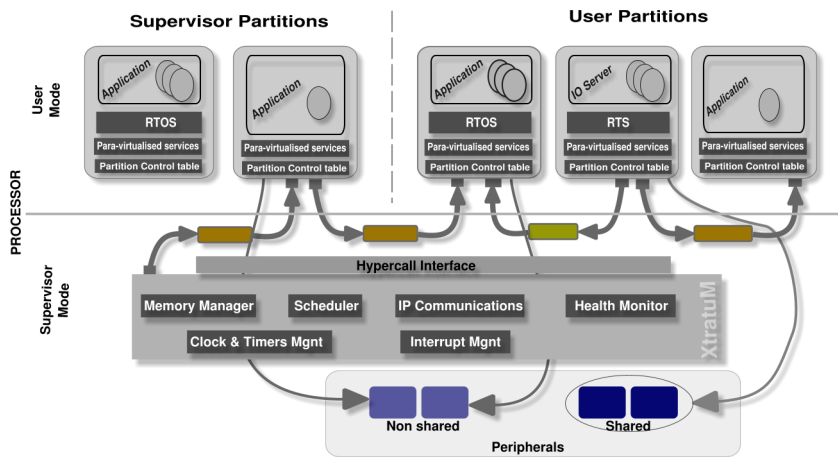 Supervisor Partitions
User Partitions
User
Mode
Application
RTOS
Para-virtualised services
Partition Control table
Application
Para-virtualised services
Partition Control table
Application
RTOS
Para-virtualised services
Partition Control table
IO Server
RTS
Para-virtualised services
Partition Control table
Application
Para-virtualised services
Partition Control table
PROCESSOR
Supervisor
Mode
Hypercall Interface
Memory Manager
Scheduler
IP Communications
Health Monitor
Clock & Timers Mgnt
Interrupt Mgnt
XtratuM
Non shared
Shared
Peripherals